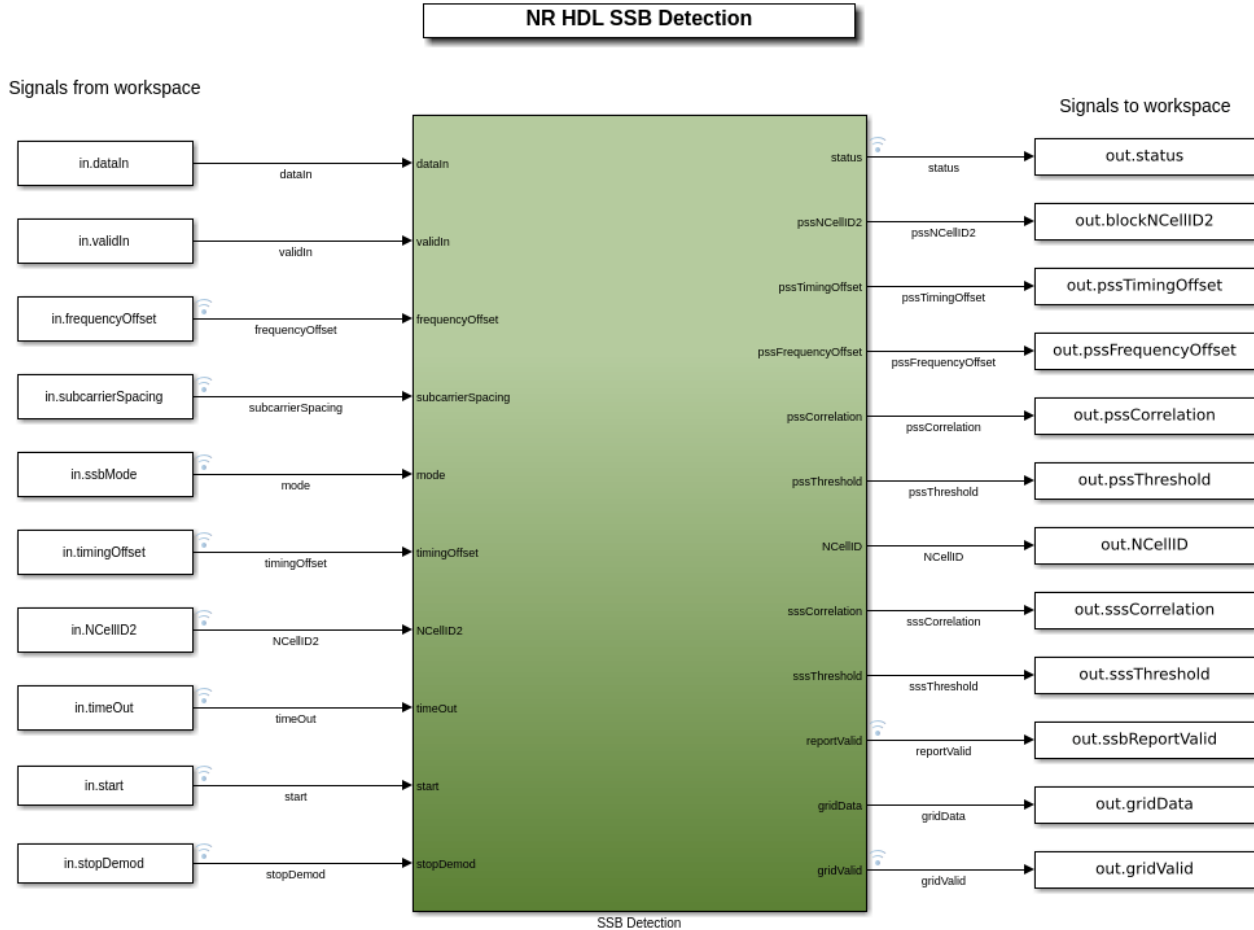 NR HDL SSB Detection
Signals from workspace
Signals to workspace
in.dataIn
dataIn
dataIn
in.validIn
validIn
validIn
in.frequencyOffset
frequencyOffset
frequencyOffset
in.subcarrierSpacing
subcarrierSpacing
subcarrierSpacing
in.ssbMode
mode
mode
in.timingOffset
timingOffset
timingOffset
in.NCellID2
NCellID2
NCellID2
in.timeOut
timeOut
timeOut
in.start
start
start
in.stopDemod
stopDemod
stopDemod
status
status
out.status
pssNCellID2
pssNCellID2
out.blockNCellID2
pssTimingOffset
pssTimingOffset
out.pssTimingOffset
pssFrequencyOffset
pssFrequencyOffset
out.pssFrequencyOffset
pssCorrelation
pssCorrelation
out.pssCorrelation
pssThreshold
pssThreshold
out.pssThreshold
NCellID
NCellID
out.NCellID
sssCorrelation
sssCorrelation
out.sssCorrelation
sssThreshold
sssThreshold
out.sssThreshold
reportValid
reportValid
out.ssbReportValid
gridData
gridData
out.gridData
gridValid
gridValid
out.gridValid
SSB Detection